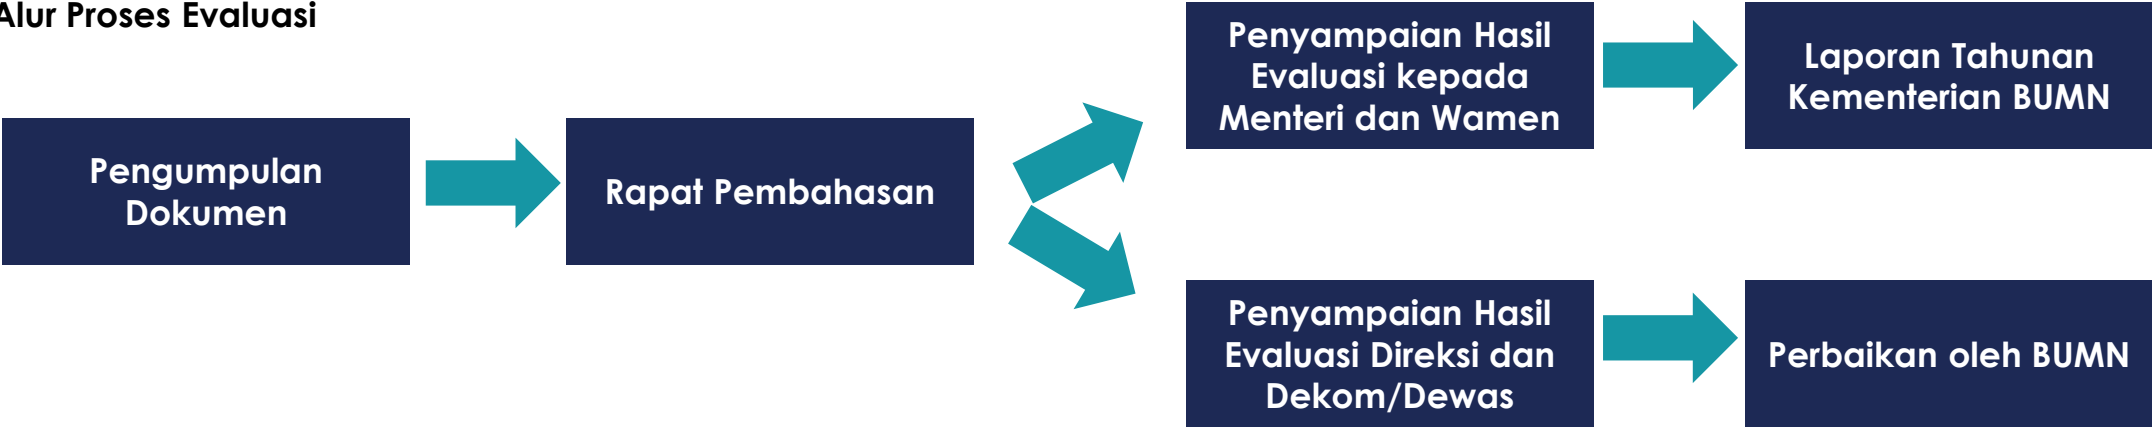 Alur Proses Evaluasi
Pengumpulan
Dokumen
Rapat Pembahasan
Penyampaian Hasil
Evaluasi kepada
Menteri dan Wamen
Laporan Tahunan
Kementerian BUMN
Penyampaian Hasil
Evaluasi Direksi dan
Dekom/Dewas
Perbaikan oleh BUMN